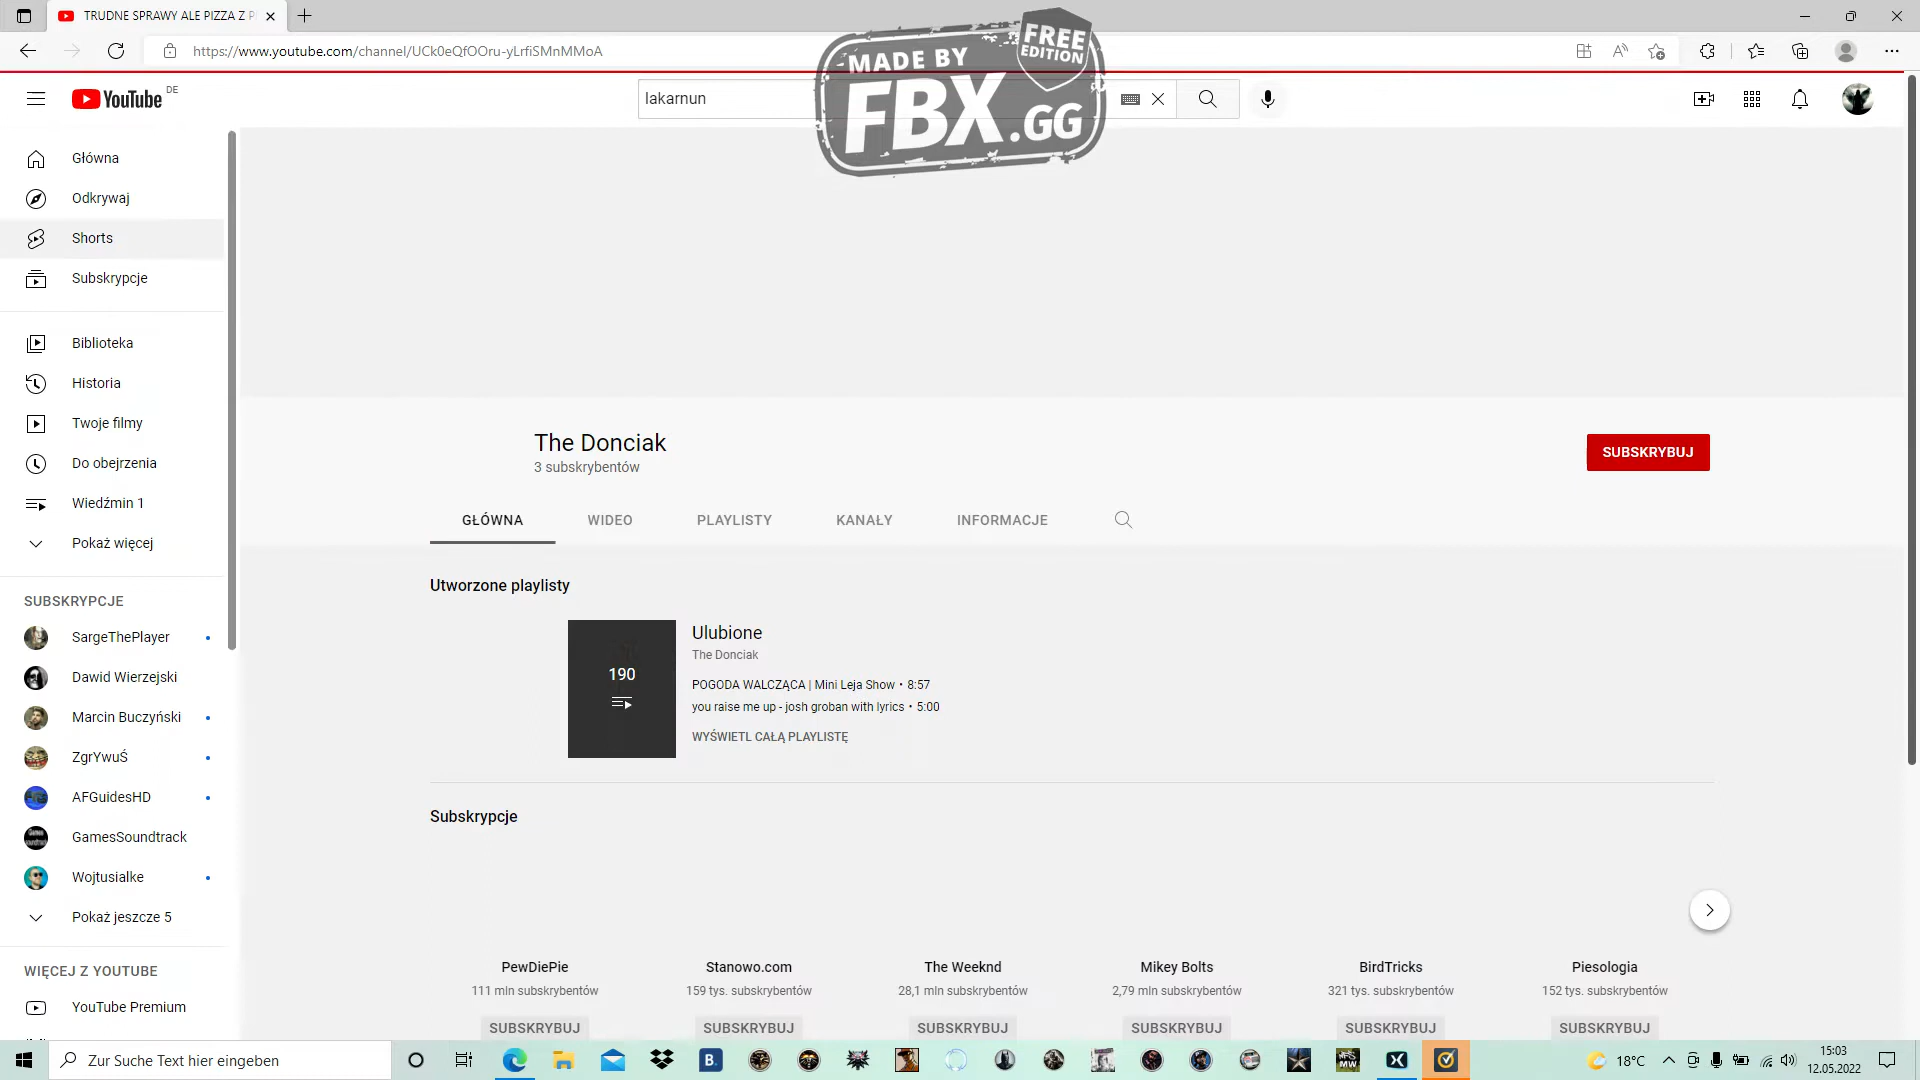 TRUDNE SPRAWY ALE PIZZA Z P
https://www.youtube.com/channel/UCk0eQfOOru-yLrfiSMnMMoA
MADE BY
FBX.GG
FREE
EDITION
YouTube DE
lakarnun
Główna
Odkrywaj
Shorts
Subskrypcje
Biblioteka
Historia
Twoje filmy
Do obejrzenia
Wiedźmin 1
Pokaż więcej
SUBSKRYPCJE
SargeThePlayer
Dawid Wierzejski
Marcin Buczyński
ZgrYwuŚ
AFGuidesHD
GamesSoundtrack
Wojtusialke
Pokaż jeszcze 5
WIĘCEJ Z YOUTUBE
YouTube Premium
The Donciak
3 subskrybentów
SUBSKRYBUJ
GŁÓWNA WIDEO PLAYLISTY KANAŁY INFORMACJE
Utworzone playlisty
190
Ulubione
The Donciak
POGODA WALCZĄCA | Mini Leja Show • 8:57
you raise me up - josh groban with lyrics • 5:00
WYŚWIETL CAŁĄ PLAYLISTĘ
Subskrypcje
PewDiePie Stanowo.com The Weeknd Mikey Bolts BirdTricks Piesologia
111 mln subskrybentów 159 tys. subskrybentów 28,1 mln subskrybentów 2,79 mln subskrybentów 321 tys. subskrybentów 152 tys. subskrybentów
SUBSKRYBUJ SUBSKRYBUJ SUBSKRYBUJ SUBSKRYBUJ SUBSKRYBUJ SUBSKRYBUJ
Zur Suche Text hier eingeben
B.
MW
18°C
15:03
12.05.2022